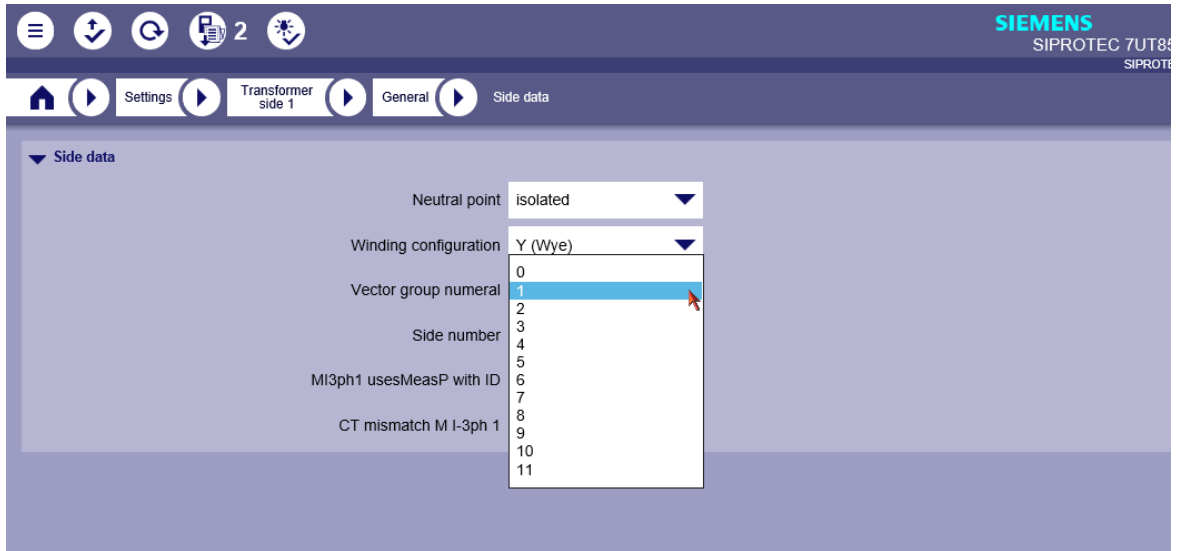 2
SIEMENS
SIPROTEC 7UT85
SIPROTE
Settings
Transformer
side 1
General
Side data
Side data
Neutral point isolated
Winding configuration Y (Wye)
0
Vector group numeral 1
2
Side number 3
4
5
MI3ph1 usesMeasP with ID 6
7
CT mismatch M I-3ph 1 8
9
10
11